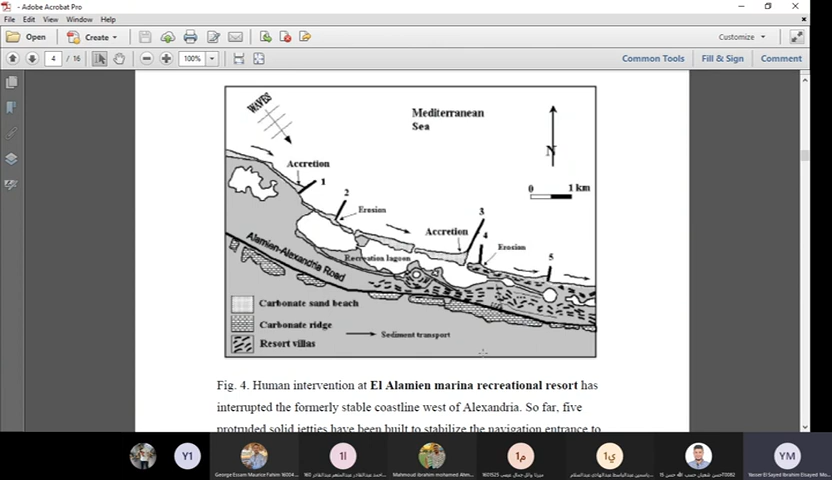 - Adobe Acrobat Pro
File Edit View Window Help
Open
Create
Customize
4 / 16
100%
Common Tools
Fill & Sign
Comment
WAVES
Mediterranean
Sea
N
0 1 km
Accretion
1
2
Erosion
Accretion
3
4
Erosion
5
Recreation lagoon
Alamien-Alexandria Road
Carbonate sand beach
Carbonate ridge
Resort villas
Sediment transport
Fig. 4. Human intervention at El Alamien marina recreational resort has
interrupted the formerly stable coastline west of Alexandria. So far, five
protruded solid jetties have been built to stabilize the navigation entrance to
Y1
1ا
1م
1ي
YM
George Essam Maurice Fahim 16004
Mahmoud ibrahim mohamed Ahm...
Yasser El Sayed Ibrahim Elsayed